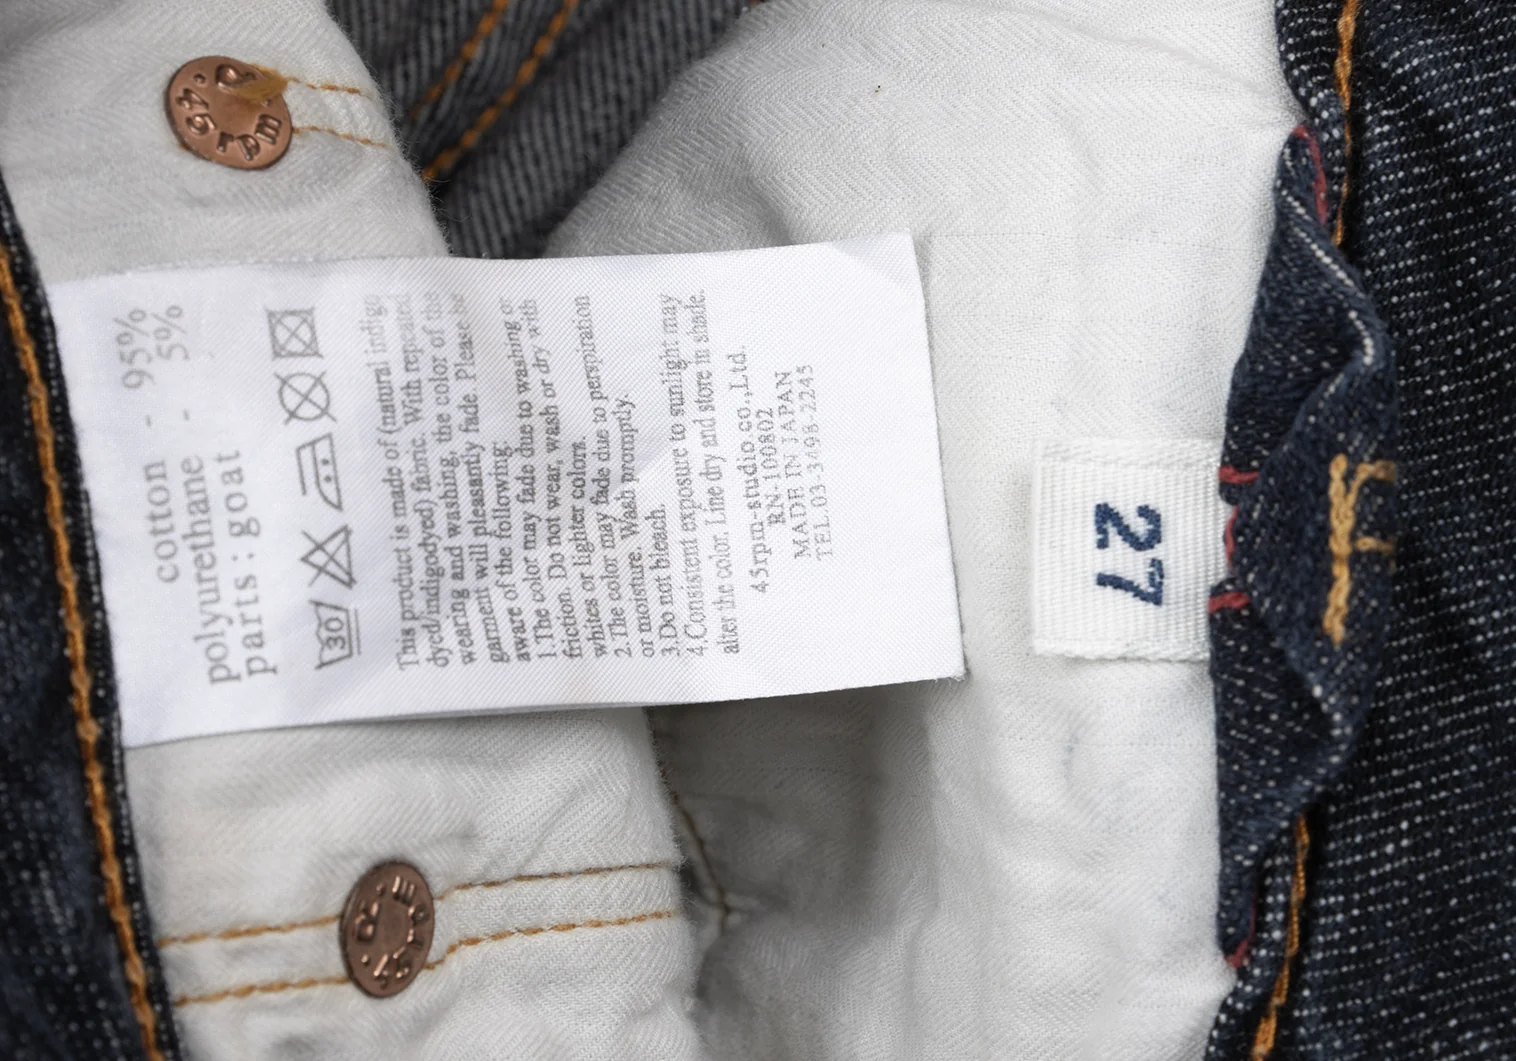 cotton - 95%
polyurethane - 5%
parts : goat
30
This product is made of (natural indigo
dyed/indigodyed) fabric. With repeated
wearing and washing, the color of the
garment will pleasantly fade. Please be
aware of the following:
1.The color may fade due to washing or
friction. Do not wear, wash or dry with
whites or lighter colors.
2.The color may fade due to perspiration
or moisture. Wash promptly.
3.Do not bleach.
4.Consistent exposure to sunlight may
alter the color. Line dry and store in shade.
45rpm-studio co.,Ltd.
RN-100802
MADE IN JAPAN
TEL.03-3498-2245
27